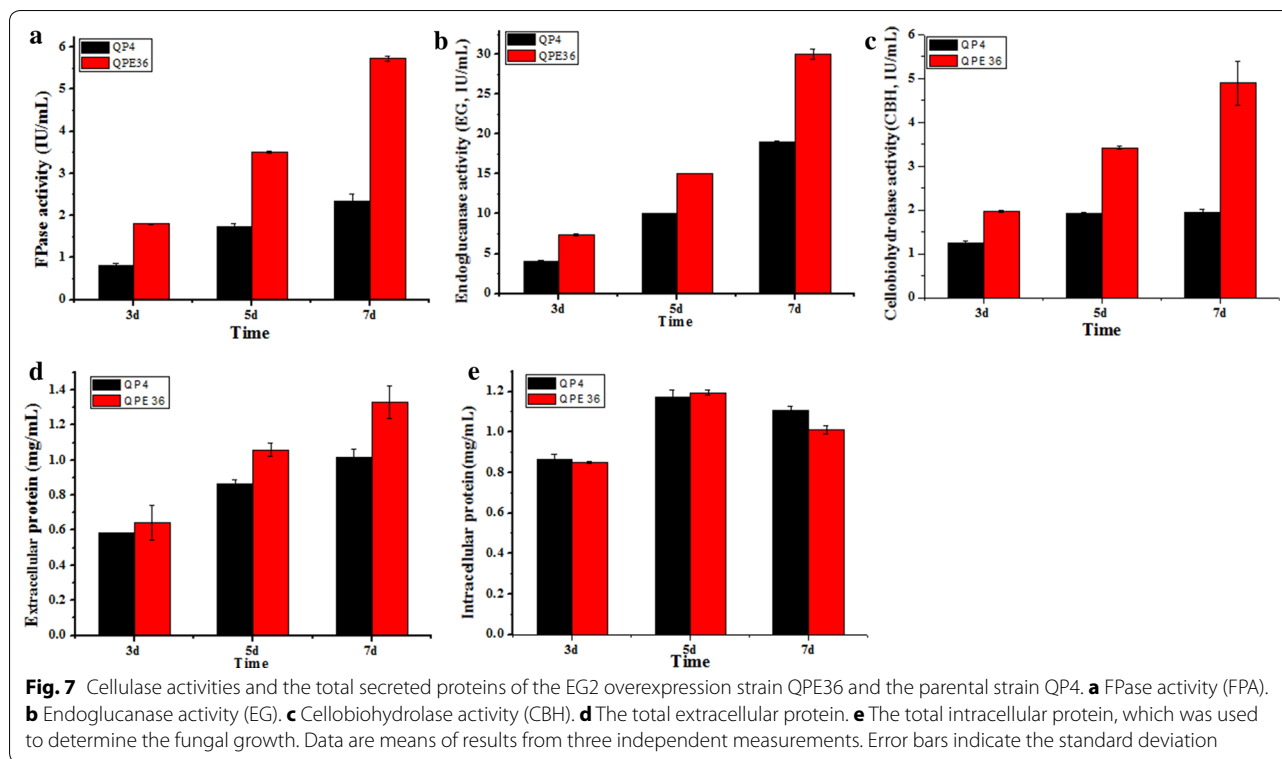 a
QP4
QPE36
FPase activity (IU/mL)
6
5
4
3
2
1
0
3d
5d
7d
Time
b
QP4
QPE36
Endoglucanase activity (EG, IU/mL)
30
25
20
15
10
5
0
3d
5d
7d
Time
c
QP4
QPE 36
Cellobiohydrolase activity(CBH, IU/mL)
6
5
4
3
2
1
0
3d
5d
7d
Time
d
QP4
QPE 36
Extracellular protein (mg/mL)
1.4
1.2
1.0
0.8
0.6
0.4
0.2
0.0
3d
5d
7d
Time
e
QP4
QPE 36
Intracellular protein(mg/mL)
1.2
1.0
0.8
0.6
0.4
0.2
0.0
3d
5d
7d
Time
Fig. 7 Cellulase activities and the total secreted proteins of the EG2 overexpression strain QPE36 and the parental strain QP4. a FPase activity (FPA).
b Endoglucanase activity (EG). c Cellobiohydrolase activity (CBH). d The total extracellular protein. e The total intracellular protein, which was used
to determine the fungal growth. Data are means of results from three independent measurements. Error bars indicate the standard deviation